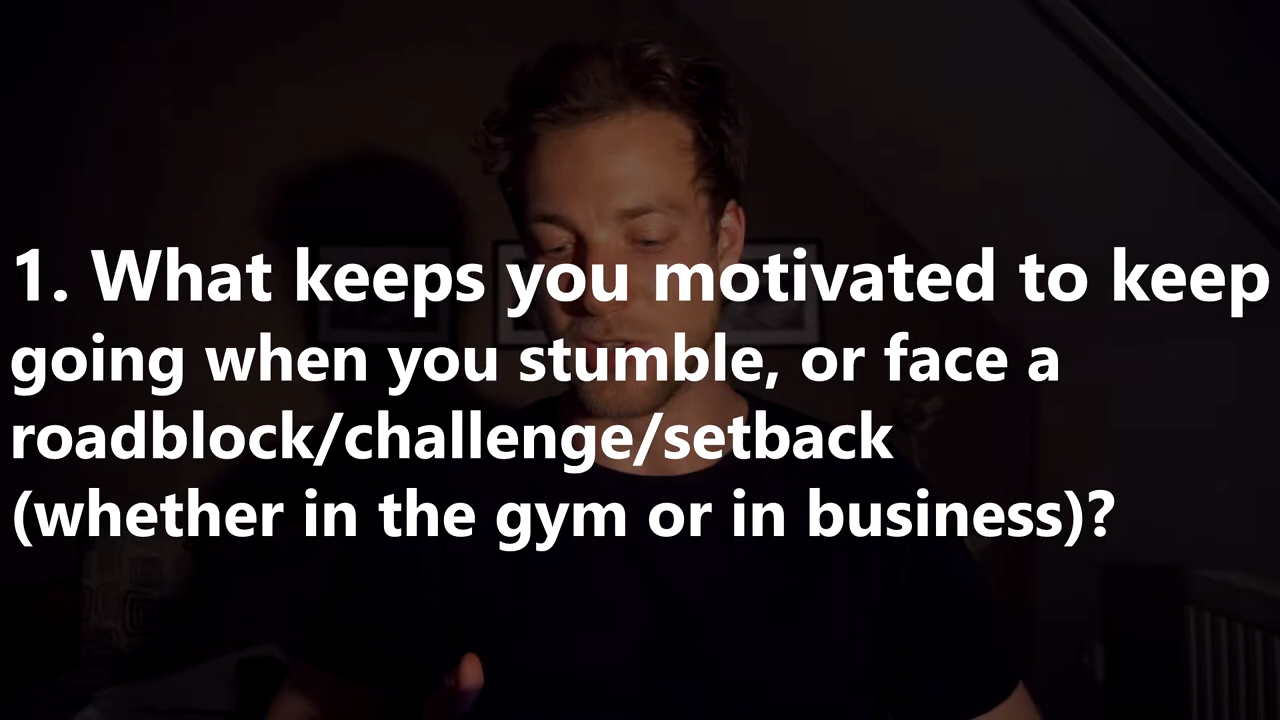 1. What keeps you motivated to keep
going when you stumble, or face a
roadblock/challenge/setback
(whether in the gym or in business)?